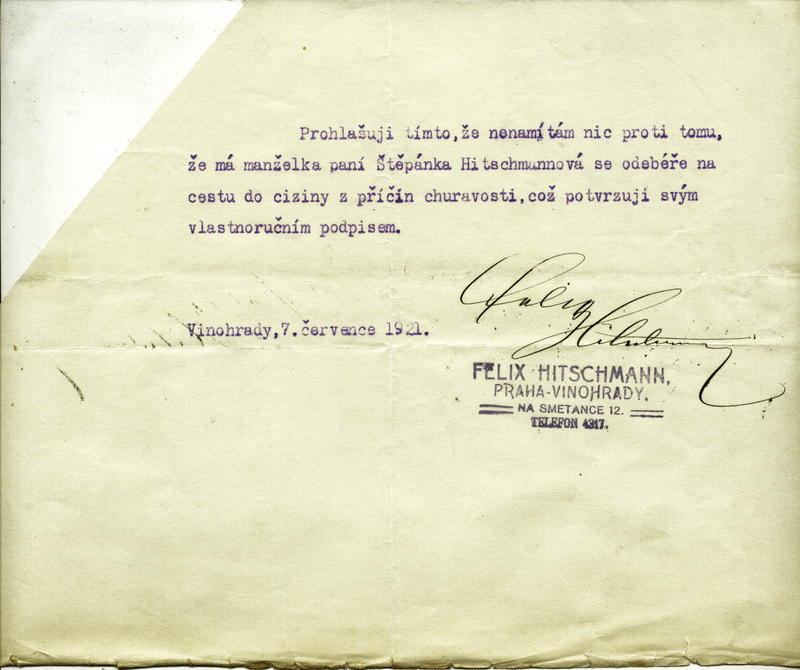 Prohlašuji tímto, že nenamítám nic proti tomu,
že má manželka paní Štěpánka Hitschmannová se odebéře na
cestu do ciziny z příčin churavosti, což potvrzuji svým
vlastnoručním podpisem.
Vinohrady, 7. července 1921.
Felix Hitschmann
FELIX HITSCHMANN,
PRAHA-VINOHRADY,
NA SMETANCE 12.
TELEFON 4317.